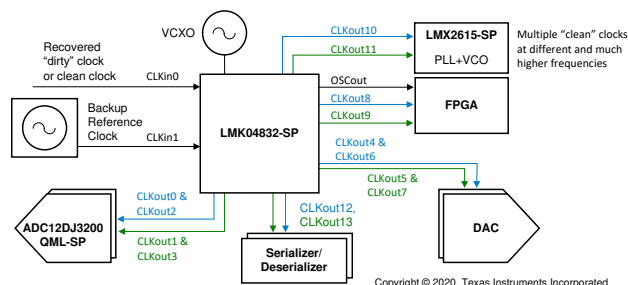 VCXO
CLKout10
CLKout11
LMX2615-SP
PLL+VCO
Multiple “clean” clocks
at different and much
higher frequencies
Recovered
“dirty” clock
or clean clock
CLKin0
OSCout
CLKout8
CLKout9
FPGA
Backup
Reference
Clock
CLKin1
LMK04832-SP
CLKout4 &
CLKout6
CLKout5 &
CLKout7
CLKout0 &
CLKout2
ADC12DJ3200
QML-SP
CLKout1 &
CLKout3
CLKout12,
CLKout13
DAC
Serializer/
Deserializer
Copyright © 2020, Texas Instruments Incorporated